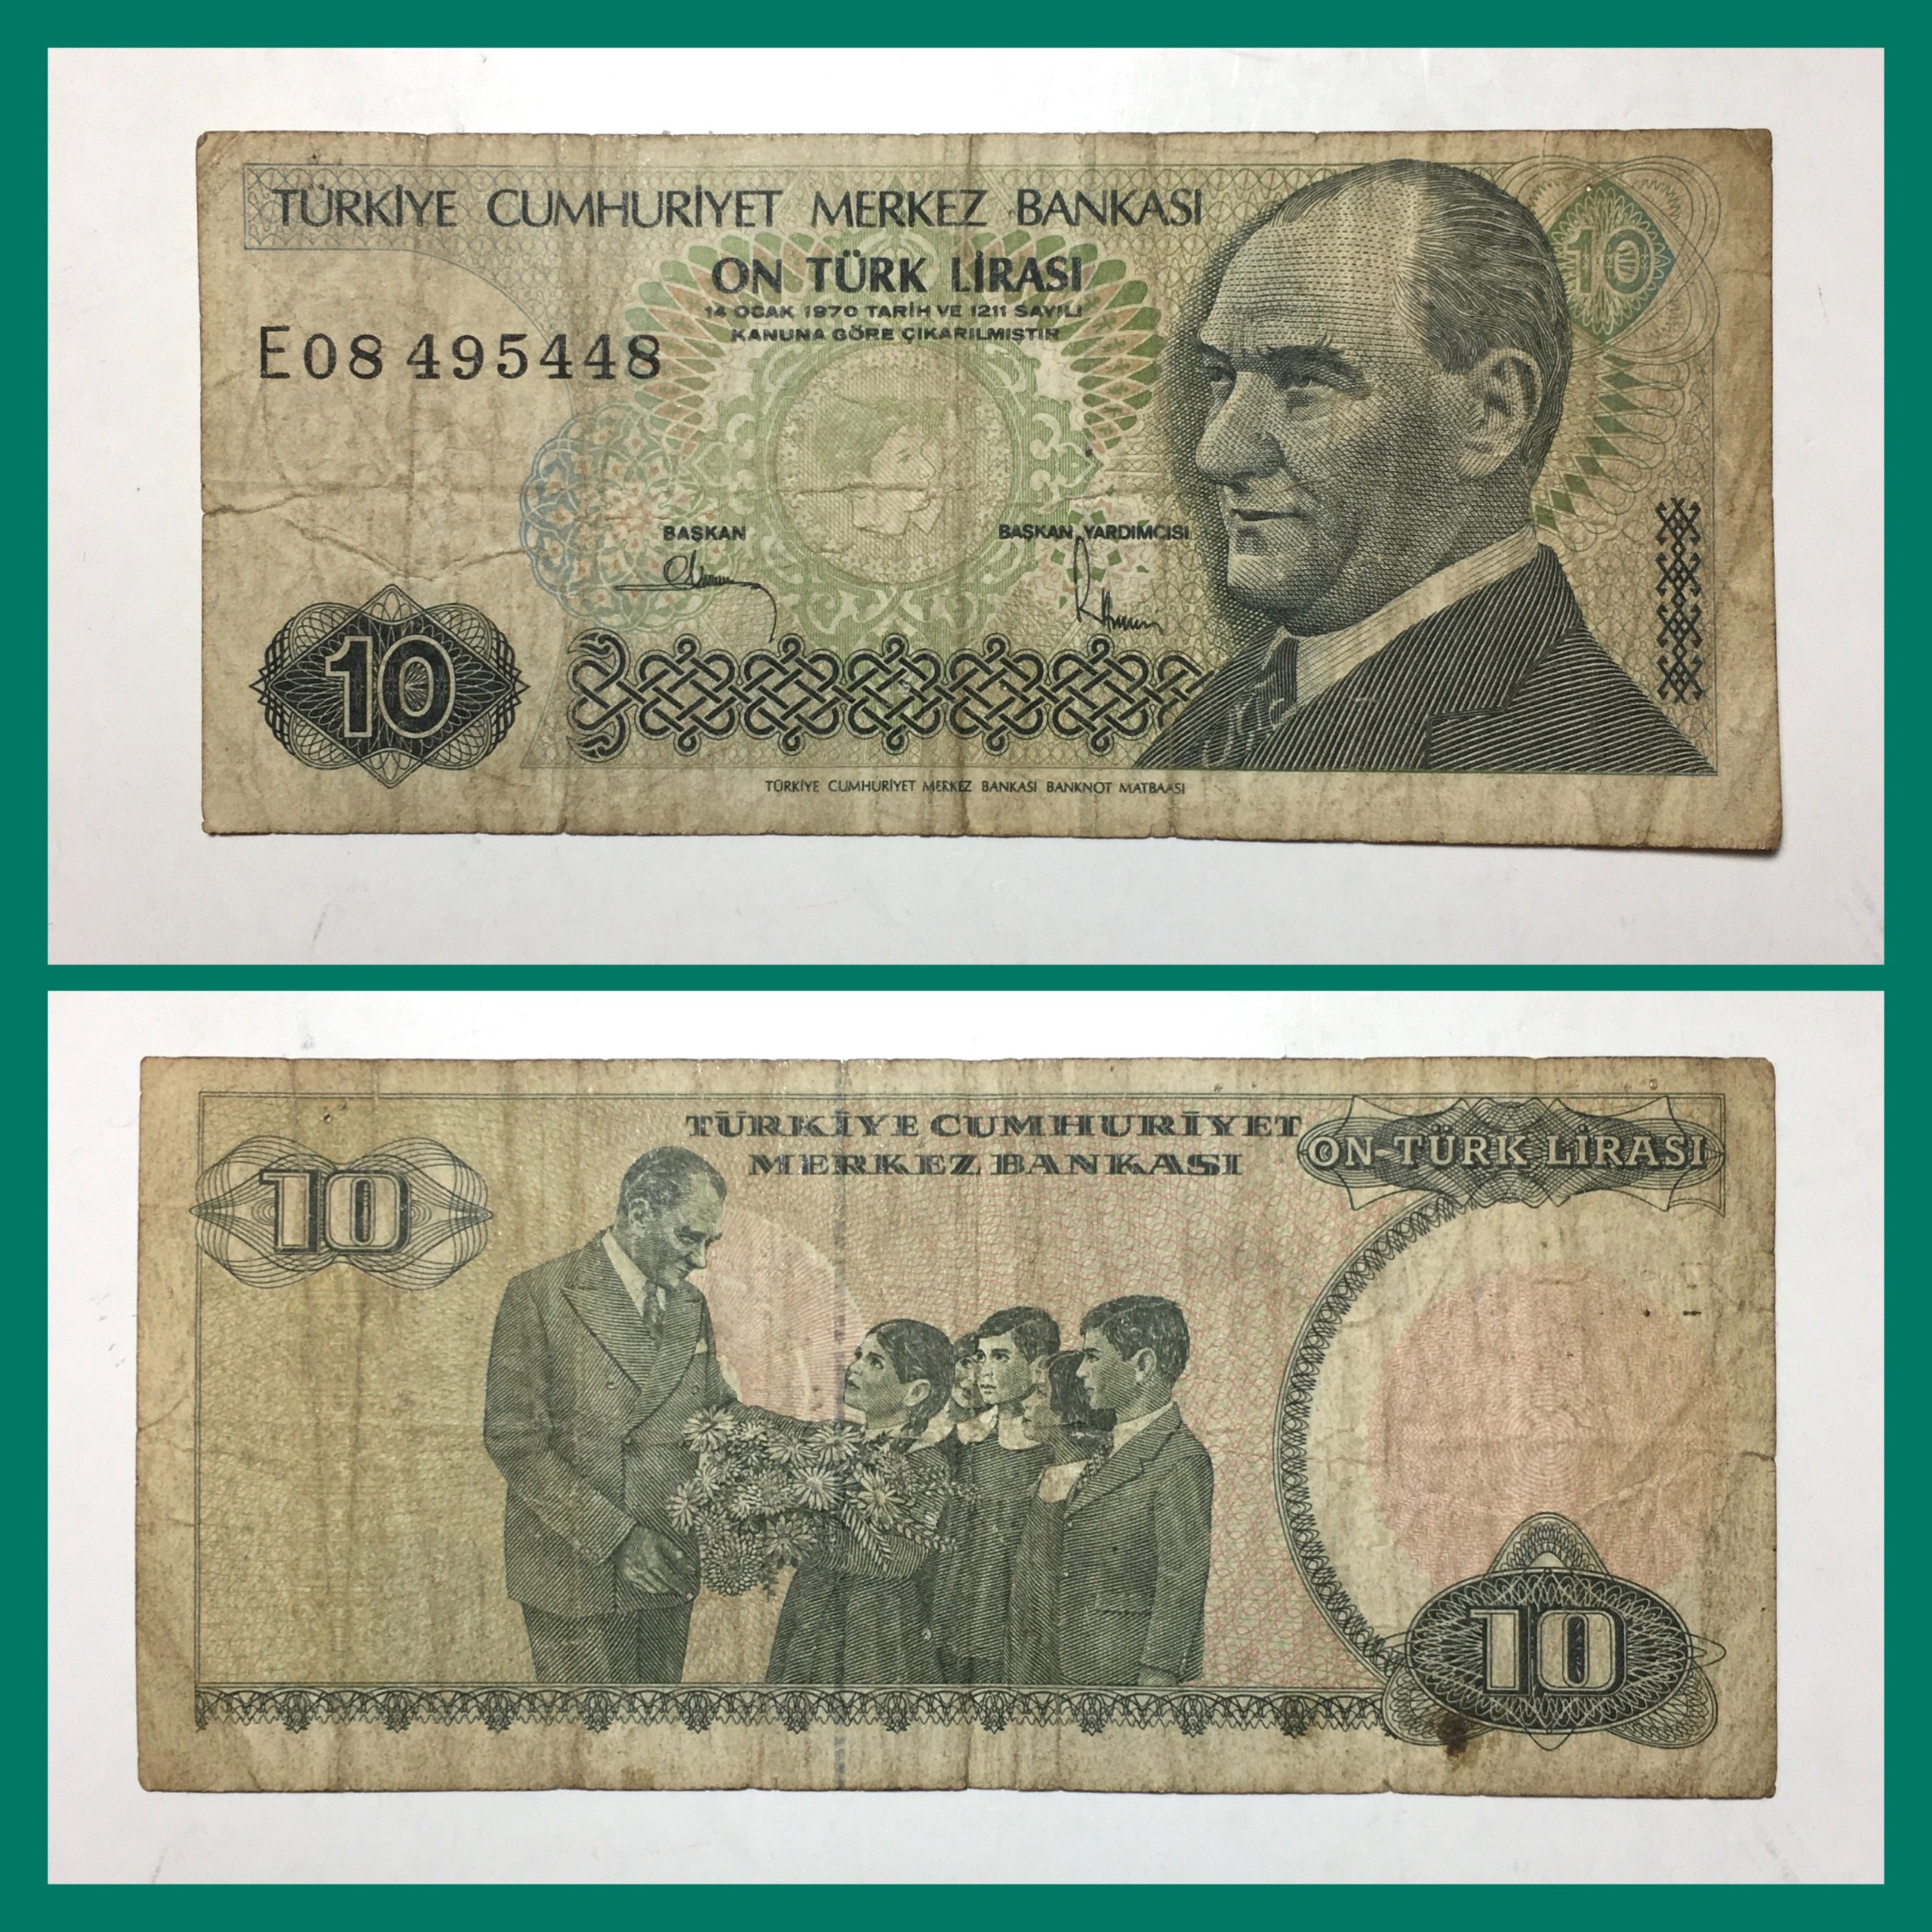 TÜRKİYE CUMHURİYET MERKEZ BANKASI
ON TÜRK LİRASI
10
14 OCAK 1970 TARİH VE 1211 SAYILI
KANUNA GÖRE ÇIKARILMIŞTIR
E08 495448
BAŞKAN
BAŞKAN YARDIMCISI
10
TÜRKİYE CUMHURİYET MERKEZ BANKASI BANKNOT MATBAASI
TÜRKİYE CUMHURİYET
MERKEZ BANKASI
ON-TÜRK LİRASI
10
10